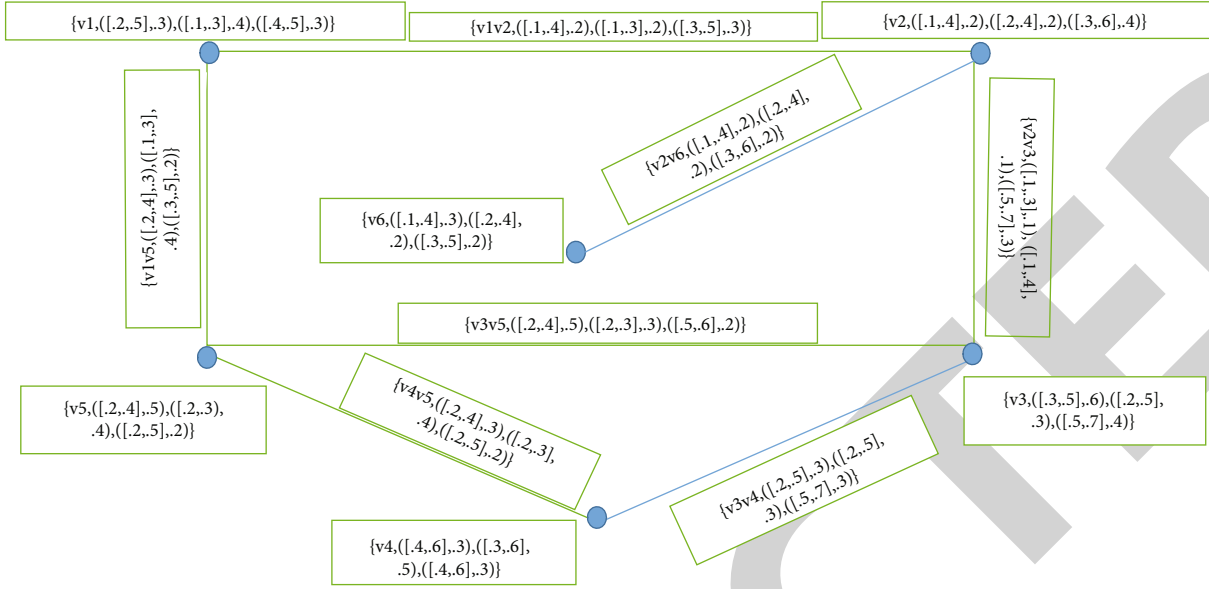 {v1,([.2,.5],.3),([.1,.3],.4),([.4,.5],.3)}
{v1v2,([.1,.4],.2),([.1,.3],.2),([.3,.5],.3)}
{v2,([.1,.4],.2),([.2,.4],.2),([.3,.6],.4)}
{v1v5,([.2,.4],.3),([.1,.3],
.4),([.3,.5],.2)}
{v2v6,([.1,.4],.2),([.2,.4],
.2),([.3,.6],.2)}
{v2v3,([.1,.3],.1), ([.1,.4],
.1),([.5,.7],.3)}
{v6,([.1,.4],.3),([.2,.4],
.2),([.3,.5],.2)}
{v3v5,([.2,.4],.5),([.2,.3],.3),([.5,.6],.2)}
{v5,([.2,.4],.5),([.2,.3),
.4),([.2,.5],.2)}
{v4v5,([.2,.4],.3),([.2,.3],
.4),([.2,.5],.2)}
{v3,([.3,.5],.6),([.2,.5],
.3),([.5,.7],.4)}
{v3v4,([.2,.5],.3),([.2,.5],
.3),([.5,.7],.3)}
{v4,([.4,.6],.3),([.3,.6],
.5),([.4,.6],.3)}